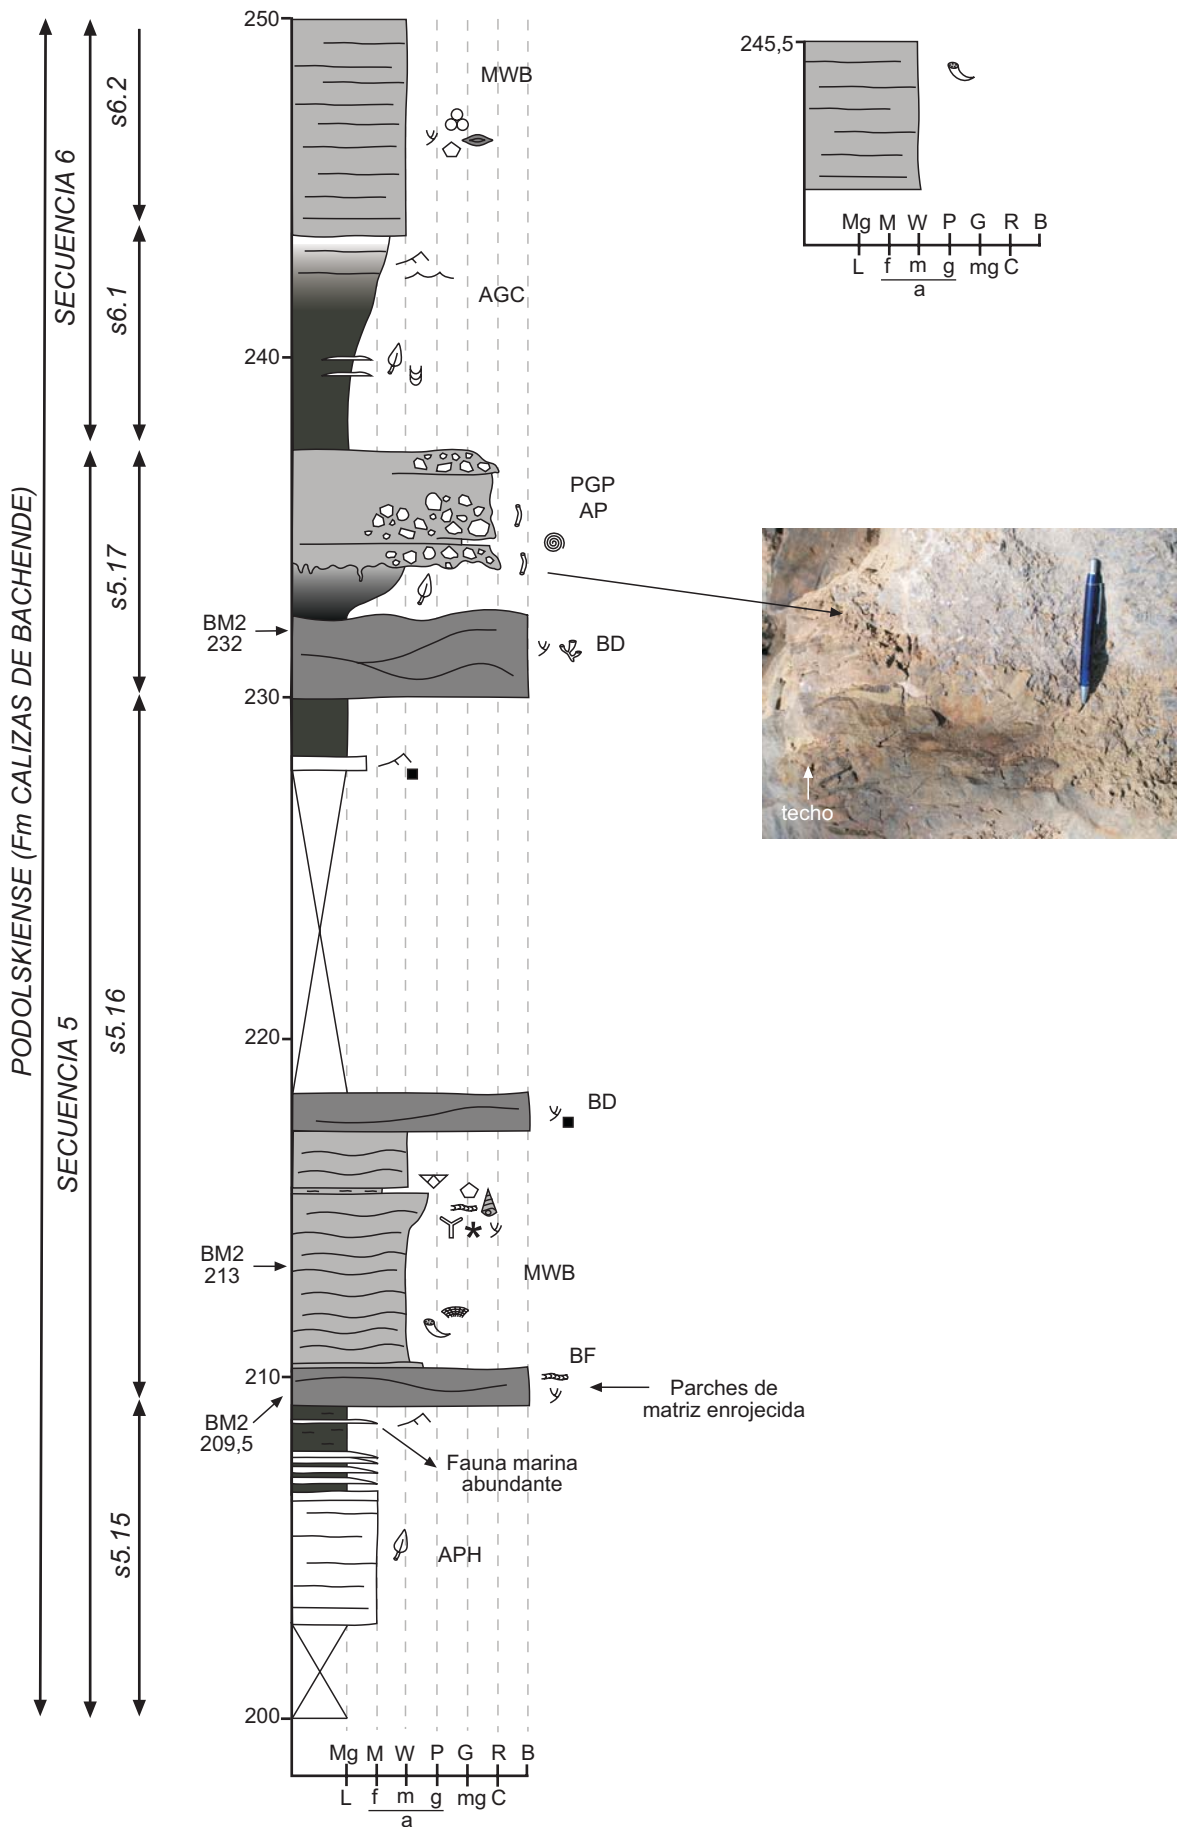 PODOLSKIENSE (Fm CALIZAS DE BACHENDE)
SECUENCIA 6
SECUENCIA 5
s6.2
s6.1
s5.17
s5.16
s5.15
250
MWB
AGC
240
PGP
AP
BM2
232
BD
230
220
BD
BM2
213
MWB
BF
210
Parches de
matriz enrojecida
BM2
209,5
Fauna marina
abundante
APH
200
Mg M W P G R B
L f m g mg C
a
245,5
Mg M W P G R B
L f m g mg C
a
techo